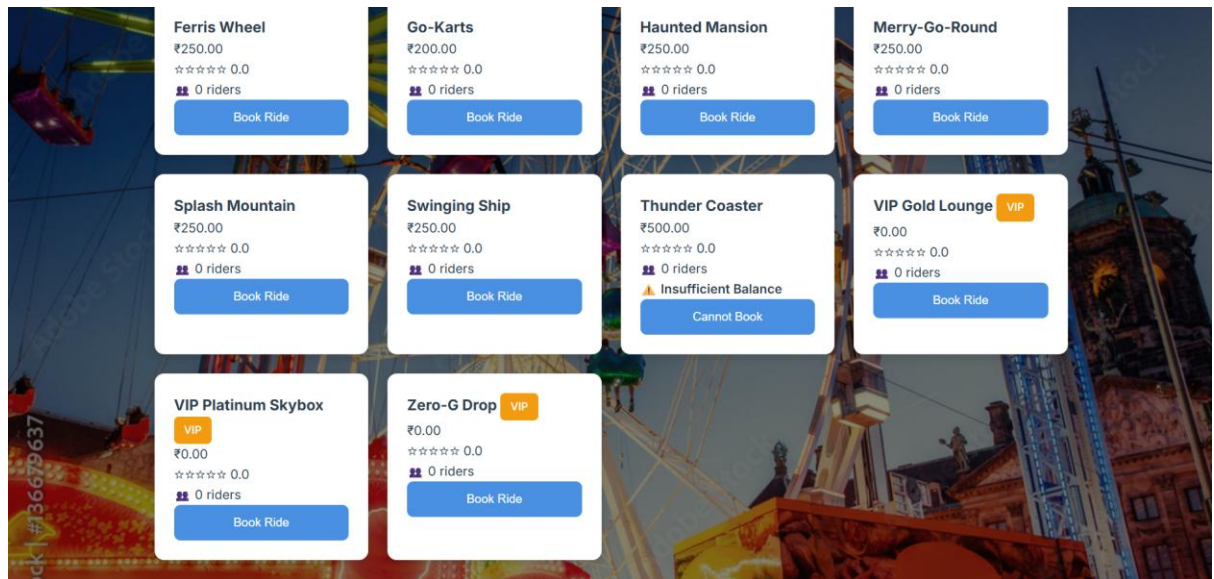 Ferris Wheel
₹250.00
☆☆☆☆☆ 0.0
0 riders
Book Ride
Go-Karts
₹200.00
☆☆☆☆☆ 0.0
0 riders
Book Ride
Haunted Mansion
₹250.00
☆☆☆☆☆ 0.0
0 riders
Book Ride
Merry-Go-Round
₹250.00
☆☆☆☆☆ 0.0
0 riders
Book Ride
Splash Mountain
₹250.00
☆☆☆☆☆ 0.0
0 riders
Book Ride
Swinging Ship
₹250.00
☆☆☆☆☆ 0.0
0 riders
Book Ride
Thunder Coaster
₹500.00
☆☆☆☆☆ 0.0
0 riders
⚠ Insufficient Balance
Cannot Book
VIP Gold Lounge VIP
₹0.00
☆☆☆☆☆ 0.0
0 riders
Book Ride
VIP Platinum Skybox
VIP
₹0.00
☆☆☆☆☆ 0.0
0 riders
Book Ride
Zero-G Drop VIP
₹0.00
☆☆☆☆☆ 0.0
0 riders
Book Ride
#136679637